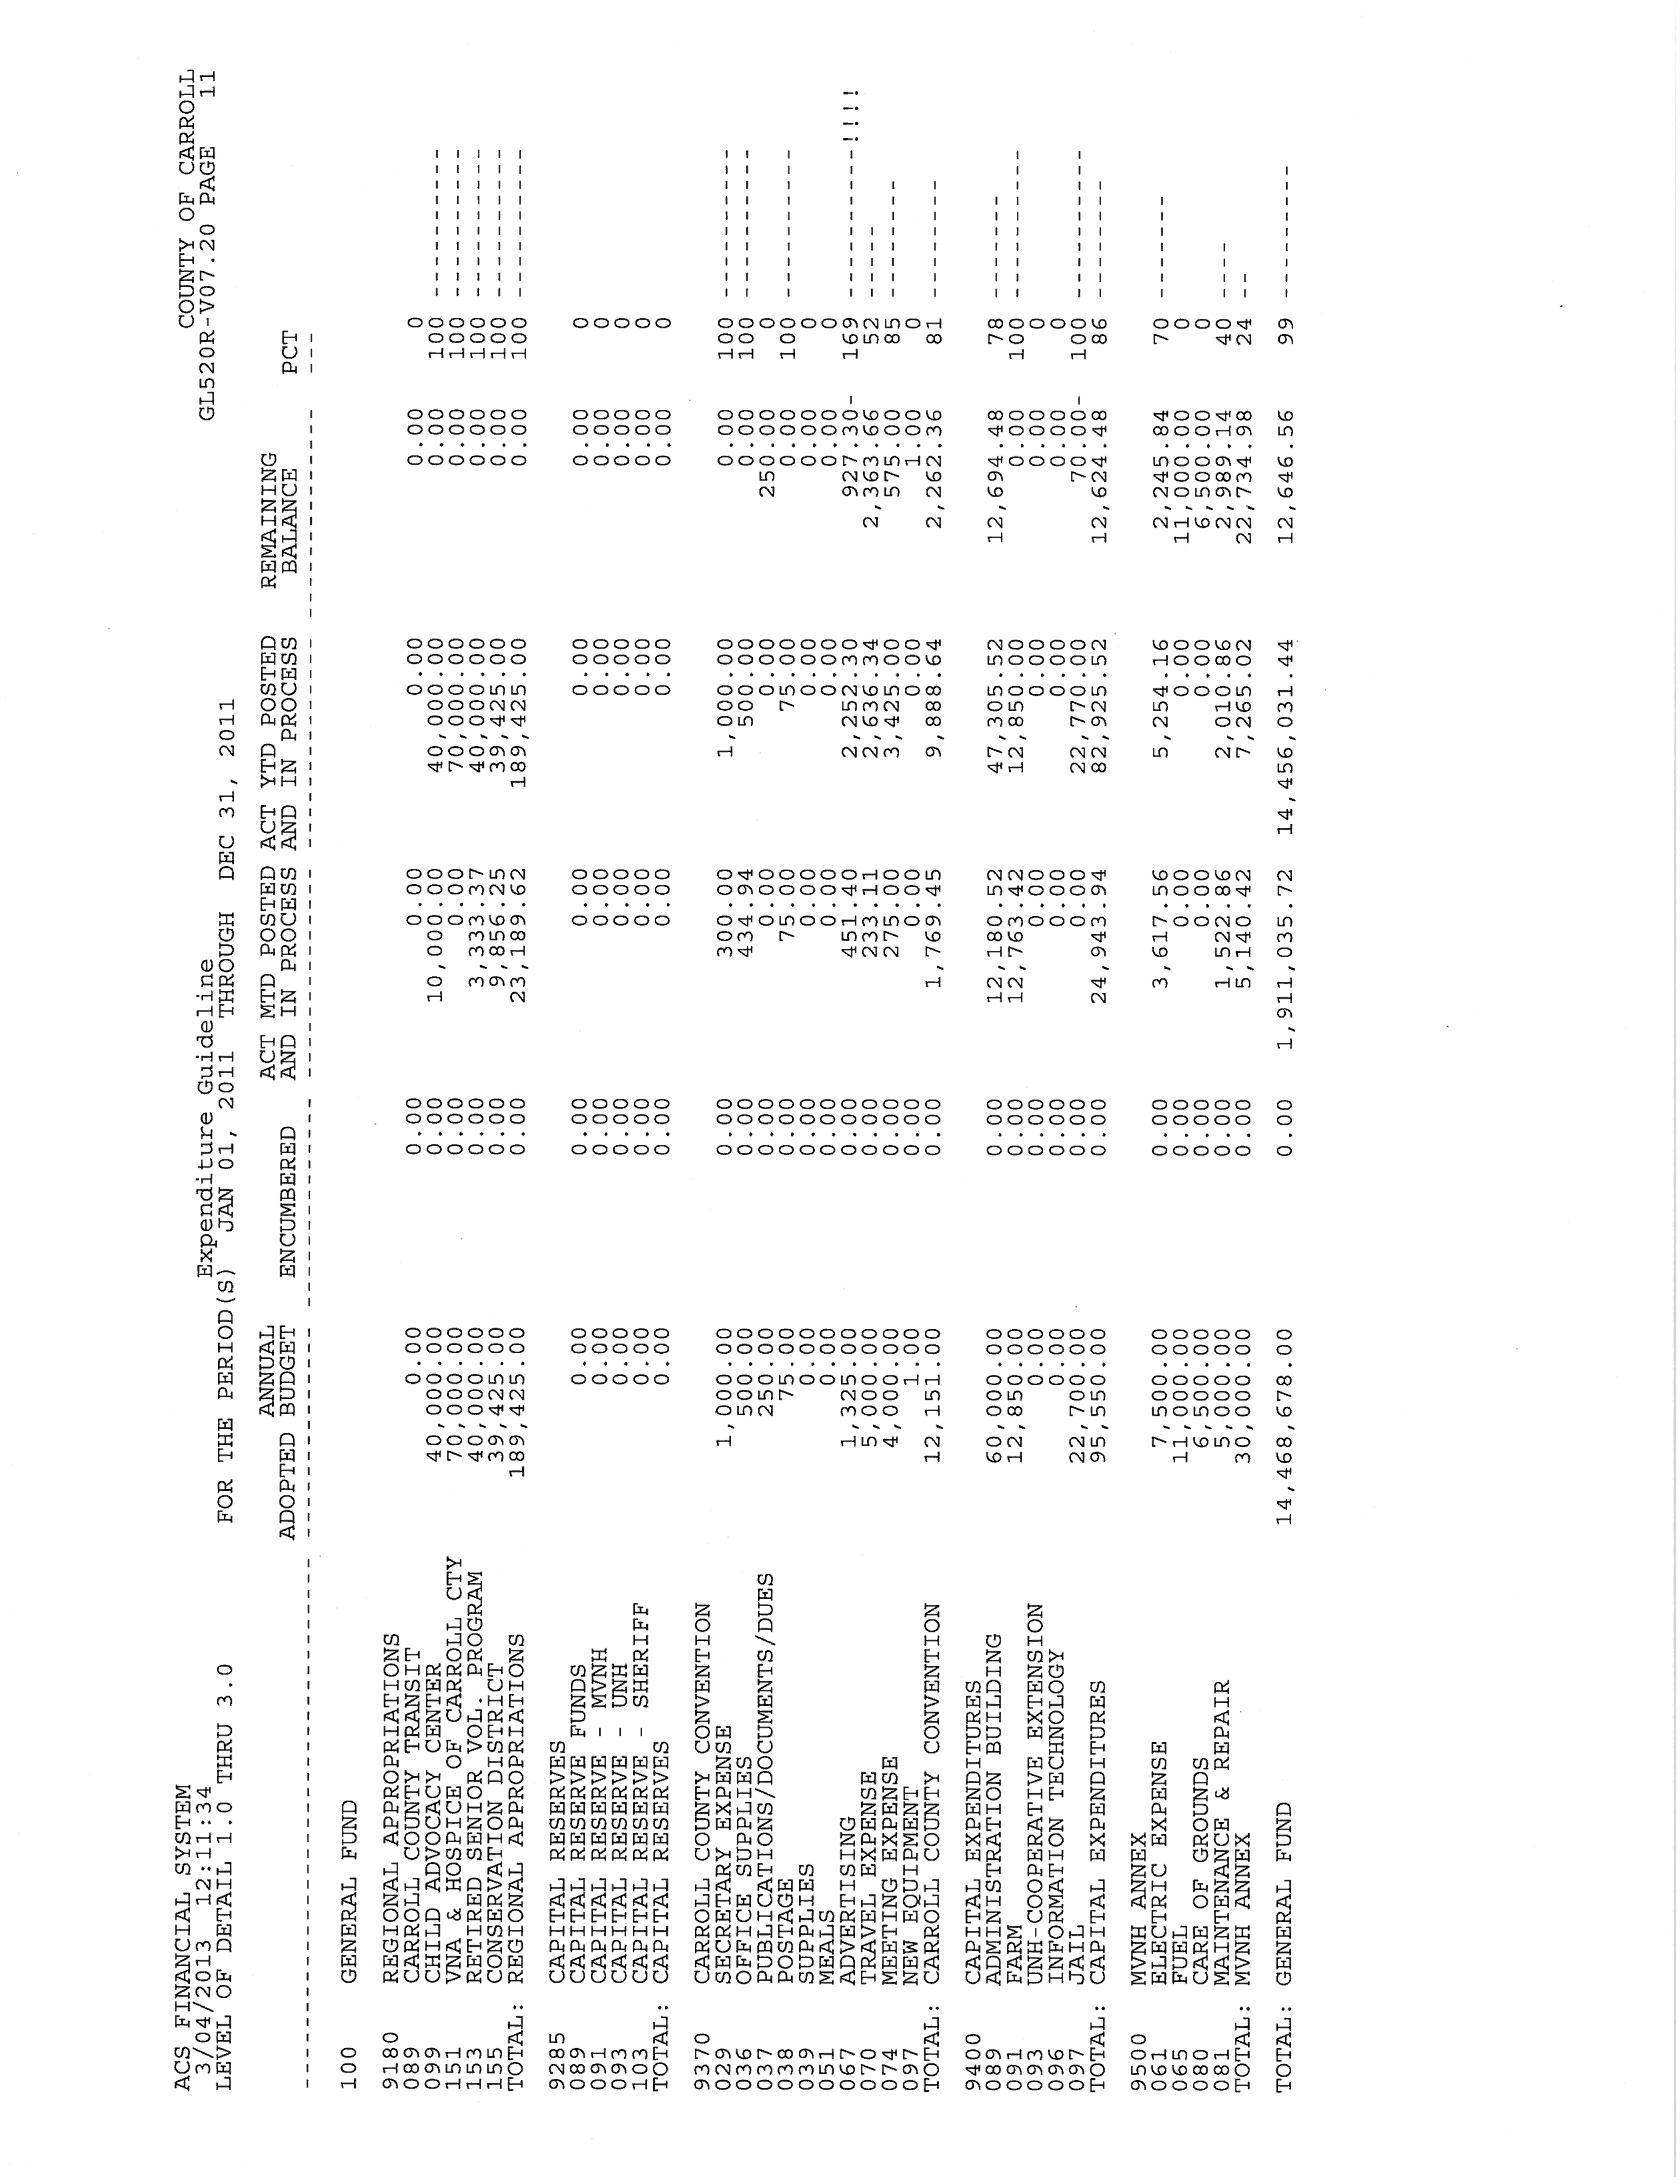 ACS FINANCIAL SYSTEM COUNTY OF CARROLL
3/04/2013 12:11:34 Expenditure Guideline GL520R-V07.20 PAGE 11
LEVEL OF DETAIL 1.0 THRU 3.0 FOR THE PERIOD(S) JAN 01, 2011 THROUGH DEC 31, 2011
ANNUAL ACT MTD POSTED ACT YTD POSTED REMAINING
ADOPTED BUDGET ENCUMBERED AND IN PROCESS AND IN PROCESS BALANCE PCT
100 GENERAL FUND
9180 REGIONAL APPROPRIATIONS
089 CARROLL COUNTY TRANSIT 0.00 0.00 0.00 0.00 0.00 0
099 CHILD ADVOCACY CENTER 40,000.00 0.00 10,000.00 40,000.00 0.00 100 ----------
151 VNA & HOSPICE OF CARROLL CTY 70,000.00 0.00 0.00 70,000.00 0.00 100 ----------
153 RETIRED SENIOR VOL. PROGRAM 40,000.00 0.00 3,333.37 40,000.00 0.00 100 ----------
155 CONSERVATION DISTRICT 39,425.00 0.00 9,856.25 39,425.00 0.00 100 ----------
TOTAL: REGIONAL APPROPRIATIONS 189,425.00 0.00 23,189.62 189,425.00 0.00 100 ----------
9285 CAPITAL RESERVES
089 CAPITAL RESERVE FUNDS 0.00 0.00 0.00 0.00 0.00 0
091 CAPITAL RESERVE - MVNH 0.00 0.00 0.00 0.00 0.00 0
093 CAPITAL RESERVE - UNH 0.00 0.00 0.00 0.00 0.00 0
103 CAPITAL RESERVE - SHERIFF 0.00 0.00 0.00 0.00 0.00 0
TOTAL: CAPITAL RESERVES 0.00 0.00 0.00 0.00 0.00 0
9370 CARROLL COUNTY CONVENTION
029 SECRETARY EXPENSE 1,000.00 0.00 300.00 1,000.00 0.00 100 ----------
036 OFFICE SUPPLIES 500.00 0.00 434.94 500.00 0.00 100 ----------
037 PUBLICATIONS/DOCUMENTS/DUES 250.00 0.00 0.00 0.00 250.00 0
038 POSTAGE 75.00 0.00 75.00 75.00 0.00 100 ----------
039 SUPPLIES 0.00 0.00 0.00 0.00 0.00 0
051 MEALS 0.00 0.00 0.00 0.00 0.00 0
067 ADVERTISING 1,325.00 0.00 451.40 2,252.30 927.30- 169 ----------!!!!
070 TRAVEL EXPENSE 5,000.00 0.00 233.11 2,636.34 2,363.66 52 -----
074 MEETING EXPENSE 4,000.00 0.00 275.00 3,425.00 575.00 85 --------
097 NEW EQUIPMENT 1.00 0.00 0.00 0.00 1.00 0
TOTAL: CARROLL COUNTY CONVENTION 12,151.00 0.00 1,769.45 9,888.64 2,262.36 81 --------
9400 CAPITAL EXPENDITURES
089 ADMINISTRATION BUILDING 60,000.00 0.00 12,180.52 47,305.52 12,694.48 78 -------
091 FARM 12,850.00 0.00 12,763.42 12,850.00 0.00 100 ----------
093 UNH-COOPERATIVE EXTENSION 0.00 0.00 0.00 0.00 0.00 0
096 INFORMATION TECHNOLOGY 0.00 0.00 0.00 0.00 0.00 0
097 JAIL 22,700.00 0.00 0.00 22,770.00 70.00- 100 ----------
TOTAL: CAPITAL EXPENDITURES 95,550.00 0.00 24,943.94 82,925.52 12,624.48 86 --------
9500 MVNH ANNEX
061 ELECTRIC EXPENSE 7,500.00 0.00 3,617.56 5,254.16 2,245.84 70 -------
065 FUEL 11,000.00 0.00 0.00 0.00 11,000.00 0
080 CARE OF GROUNDS 6,500.00 0.00 0.00 0.00 6,500.00 0
081 MAINTENANCE & REPAIR 5,000.00 0.00 1,522.86 2,010.86 2,989.14 40 ----
TOTAL: MVNH ANNEX 30,000.00 0.00 5,140.42 7,265.02 22,734.98 24 --
TOTAL: GENERAL FUND 14,468,678.00 0.00 1,911,035.72 14,456,031.44 12,646.56 99 ---------